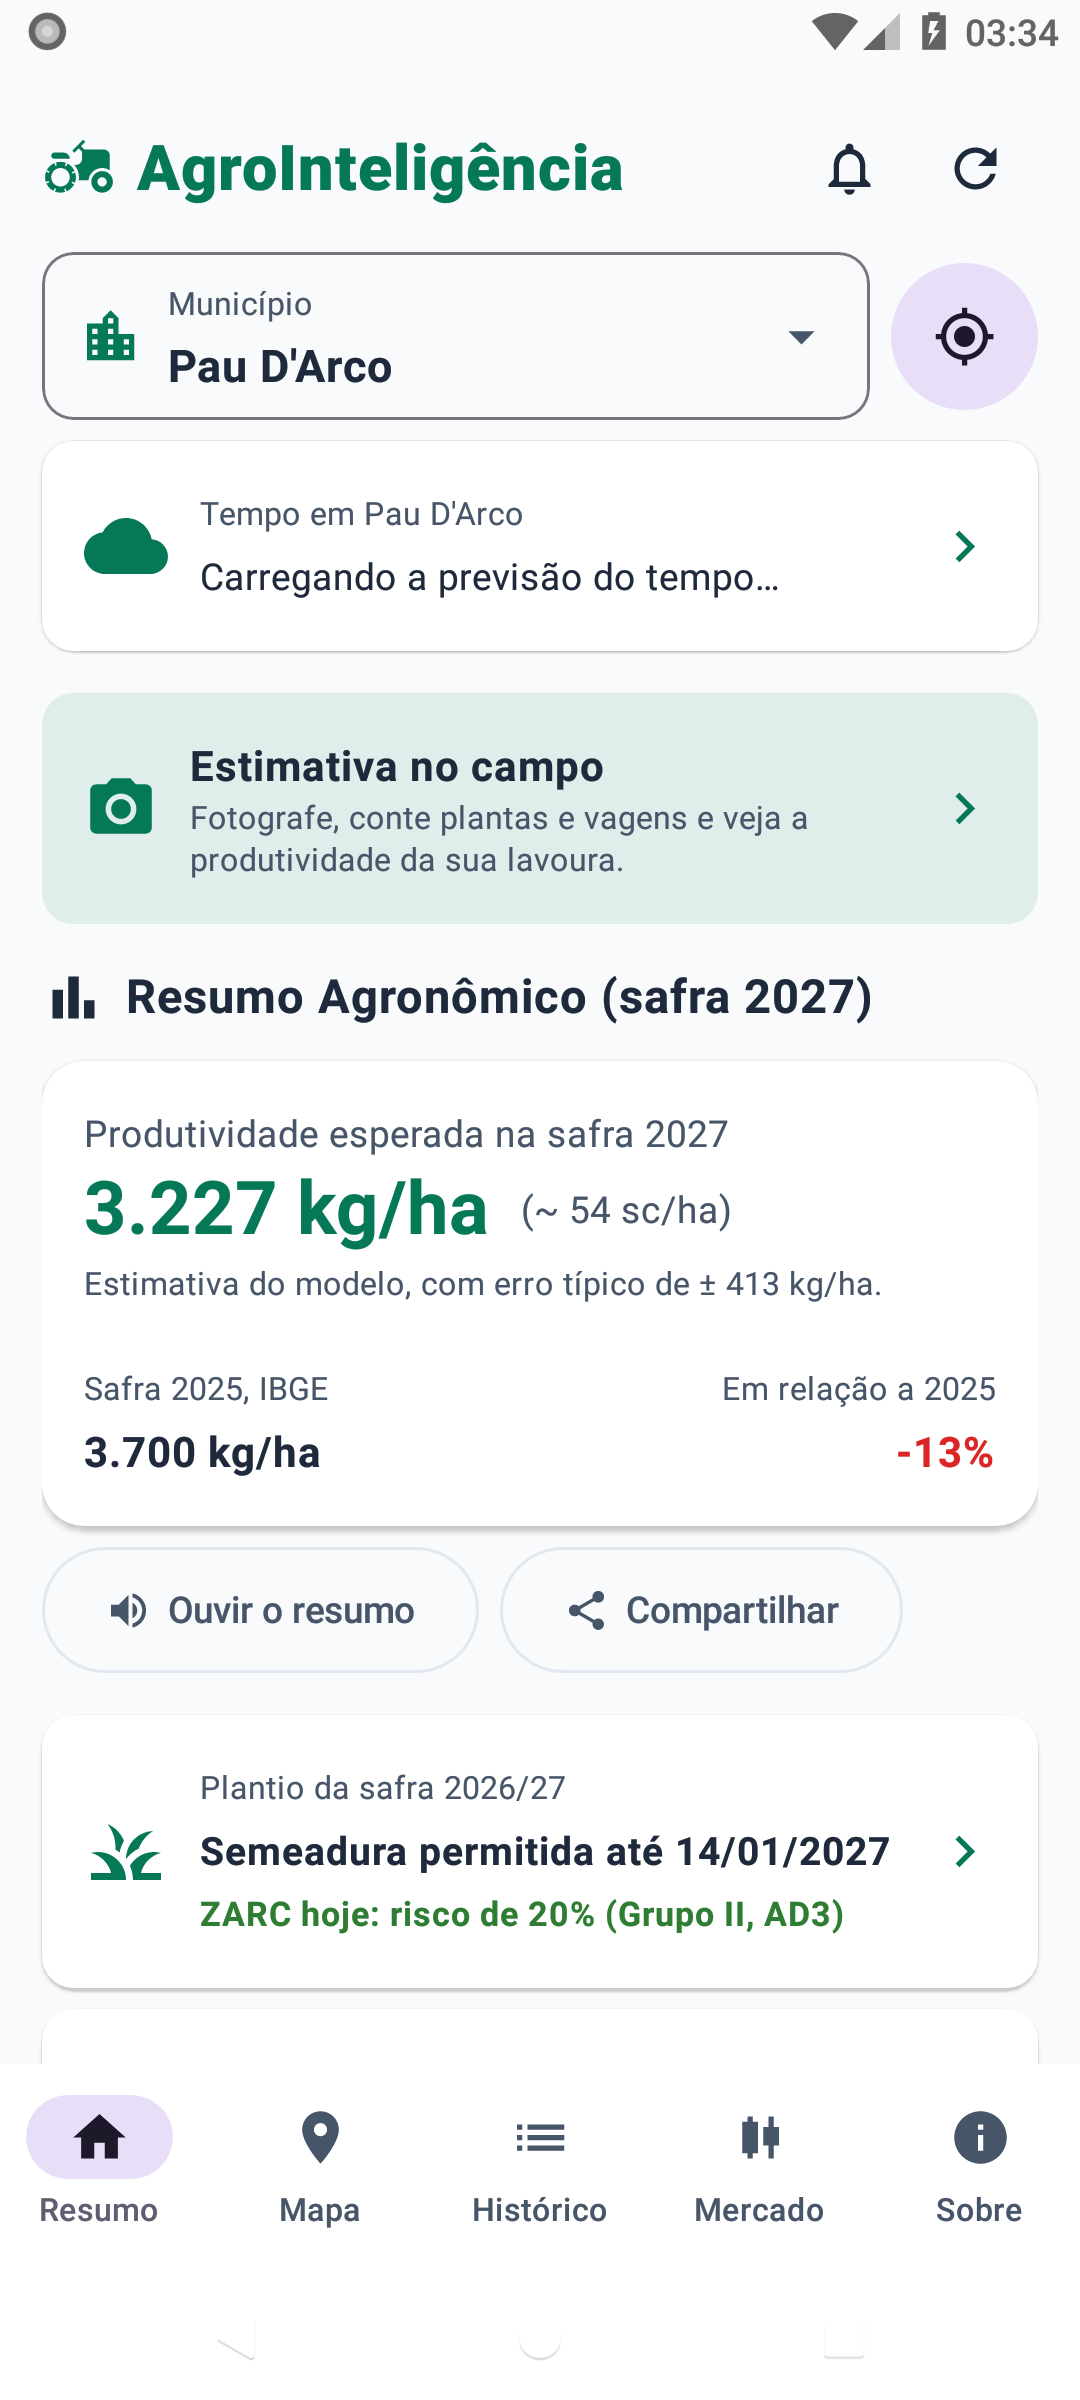 03:34
AgroInteligência
Município
Pau D'Arco
Tempo em Pau D'Arco
Carregando a previsão do tempo…
Estimativa no campo
Fotografe, conte plantas e vagens e veja a
produtividade da sua lavoura.
Resumo Agronômico (safra 2027)
Produtividade esperada na safra 2027
3.227 kg/ha (~ 54 sc/ha)
Estimativa do modelo, com erro típico de ± 413 kg/ha.
Safra 2025, IBGE
Em relação a 2025
3.700 kg/ha
-13%
Ouvir o resumo
Compartilhar
Plantio da safra 2026/27
Semeadura permitida até 14/01/2027
ZARC hoje: risco de 20% (Grupo II, AD3)
Resumo
Mapa
Histórico
Mercado
Sobre